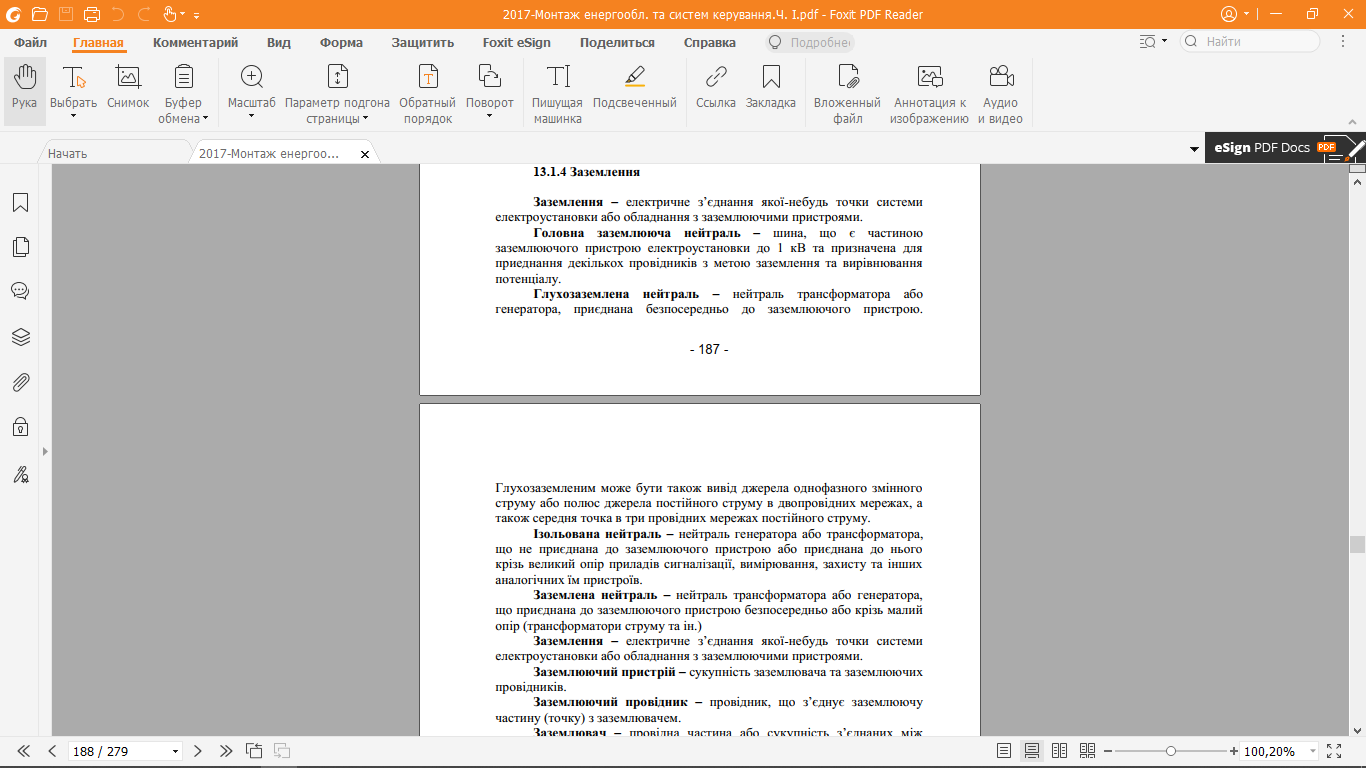 2017-Монтаж енергообл. та систем керування.Ч. I.pdf - Foxit PDF Reader
Файл Главная Комментарий Вид Форма Защитить Foxit eSign Поделиться Справка Подробнее Найти
Рука Выбрать Снимок Буфер обмена Масштаб Параметр подгона страницы Обратный порядок Поворот Пишущая машинка Подсвеченный Ссылка Закладка Вложенный файл Аннотация к изображению Аудио и видео
Начать 2017-Монтаж енергоо... eSign PDF Docs PDF
13.1.4 Заземлення
Заземлення – електричне з’єднання якої-небудь точки системи
електроустановки або обладнання з заземлюючими пристроями.
Головна заземлююча нейтраль – шина, що є частиною
заземлюючого пристрою електроустановки до 1 кВ та призначена для
приеднання декількох провідників з метою заземлення та вирівнювання
потенціалу.
Глухозаземлена нейтраль – нейтраль трансформатора або
генератора, приєднана безпосередньо до заземлюючого пристрою.
- 187 -
Глухозаземленим може бути також вивід джерела однофазного змінного
струму або полюс джерела постійного струму в двопровідних мережах, а
також середня точка в три провідних мережах постійного струму.
Ізольована нейтраль – нейтраль генератора або трансформатора,
що не приєднана до заземлюючого пристрою або приєднана до нього
крізь великий опір приладів сигналізації, вимірювання, захисту та інших
аналогічних їм пристроїв.
Заземлена нейтраль – нейтраль трансформатора або генератора,
що приєднана до заземлюючого пристрою безпосередньо або крізь малий
опір (трансформатори струму та ін.)
Заземлення – електричне з’єднання якої-небудь точки системи
електроустановки або обладнання з заземлюючими пристроями.
Заземлюючий пристрій – сукупність заземлювача та заземлюючих
провідників.
Заземлюючий провідник – провідник, що з’єднує заземлюючу
частину (точку) з заземлювачем.
Заземлювач – провідна частина або сукупність з’єднаних між
188 / 279 100,20%